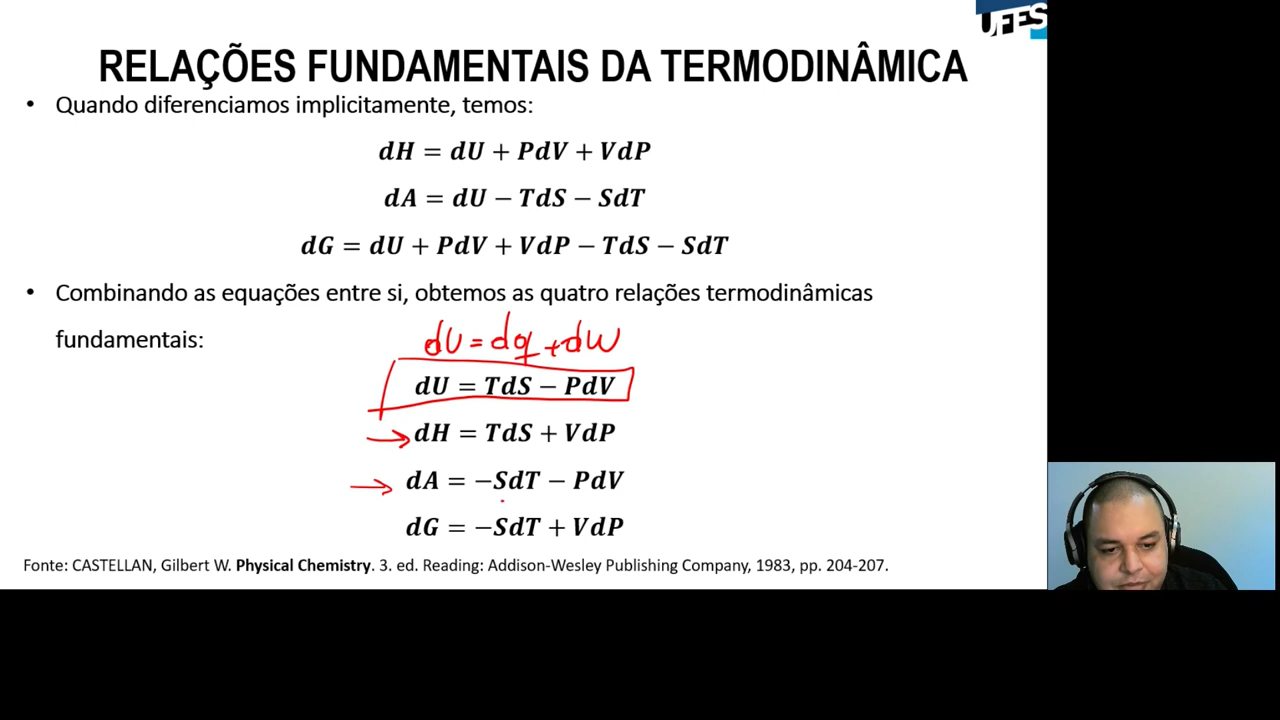 UFES
RELAÇÕES FUNDAMENTAIS DA TERMODINÂMICA
• Quando diferenciamos implicitamente, temos:
dH = dU + PdV + VdP
dA = dU − TdS − SdT
dG = dU + PdV + VdP − TdS − SdT
• Combinando as equações entre si, obtemos as quatro relações termodinâmicas
fundamentais:
dU = dq + dW
dU = TdS − PdV
→ dH = TdS + VdP
→ dA = −SdT − PdV
dG = −SdT + VdP
Fonte: CASTELLAN, Gilbert W. Physical Chemistry. 3. ed. Reading: Addison-Wesley Publishing Company, 1983, pp. 204-207.